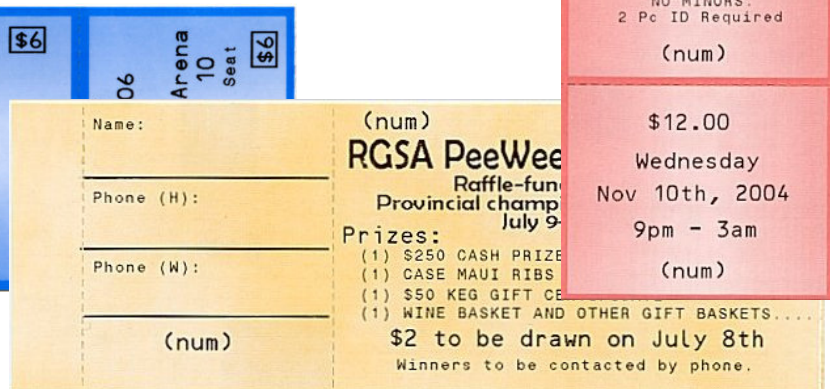 $6
06
Arena
10
Seat
$6
NO MINORS.
2 Pc ID Required
(num)
$12.00
Wednesday
Nov 10th, 2004
9pm - 3am
(num)
Name:
Phone (H):
Phone (W):
(num)
(num)
RGSA PeeWee
Raffle-fun
Provincial champi
July 9-
Prizes:
(1) $250 CASH PRIZE
(1) CASE MAUI RIBS
(1) $50 KEG GIFT CE
(1) WINE BASKET AND OTHER GIFT BASKETS....
$2 to be drawn on July 8th
Winners to be contacted by phone.